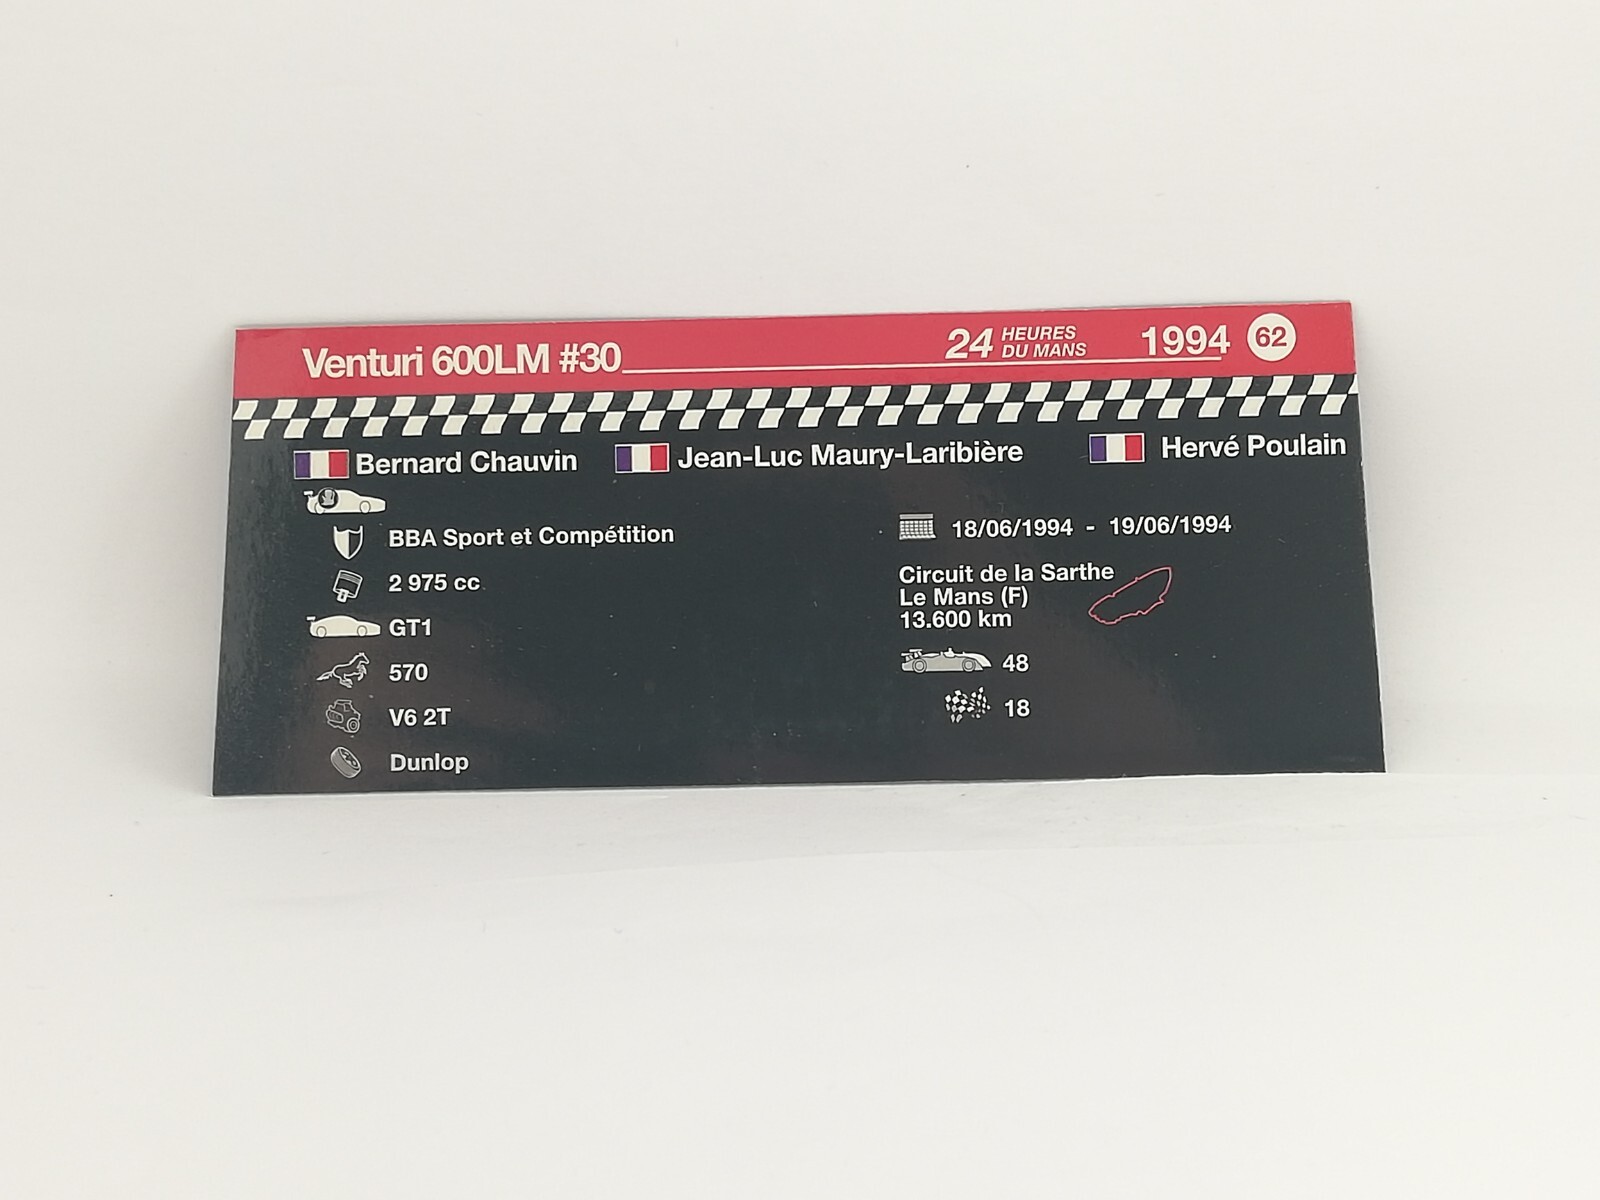 Venturi 600LM #30 24 HEURES DU MANS 1994 62
Bernard Chauvin Jean-Luc Maury-Laribière Hervé Poulain
BBA Sport et Compétition
2 975 cc
GT1
570
V6 2T
Dunlop
18/06/1994 - 19/06/1994
Circuit de la Sarthe
Le Mans (F)
13.600 km
48
18